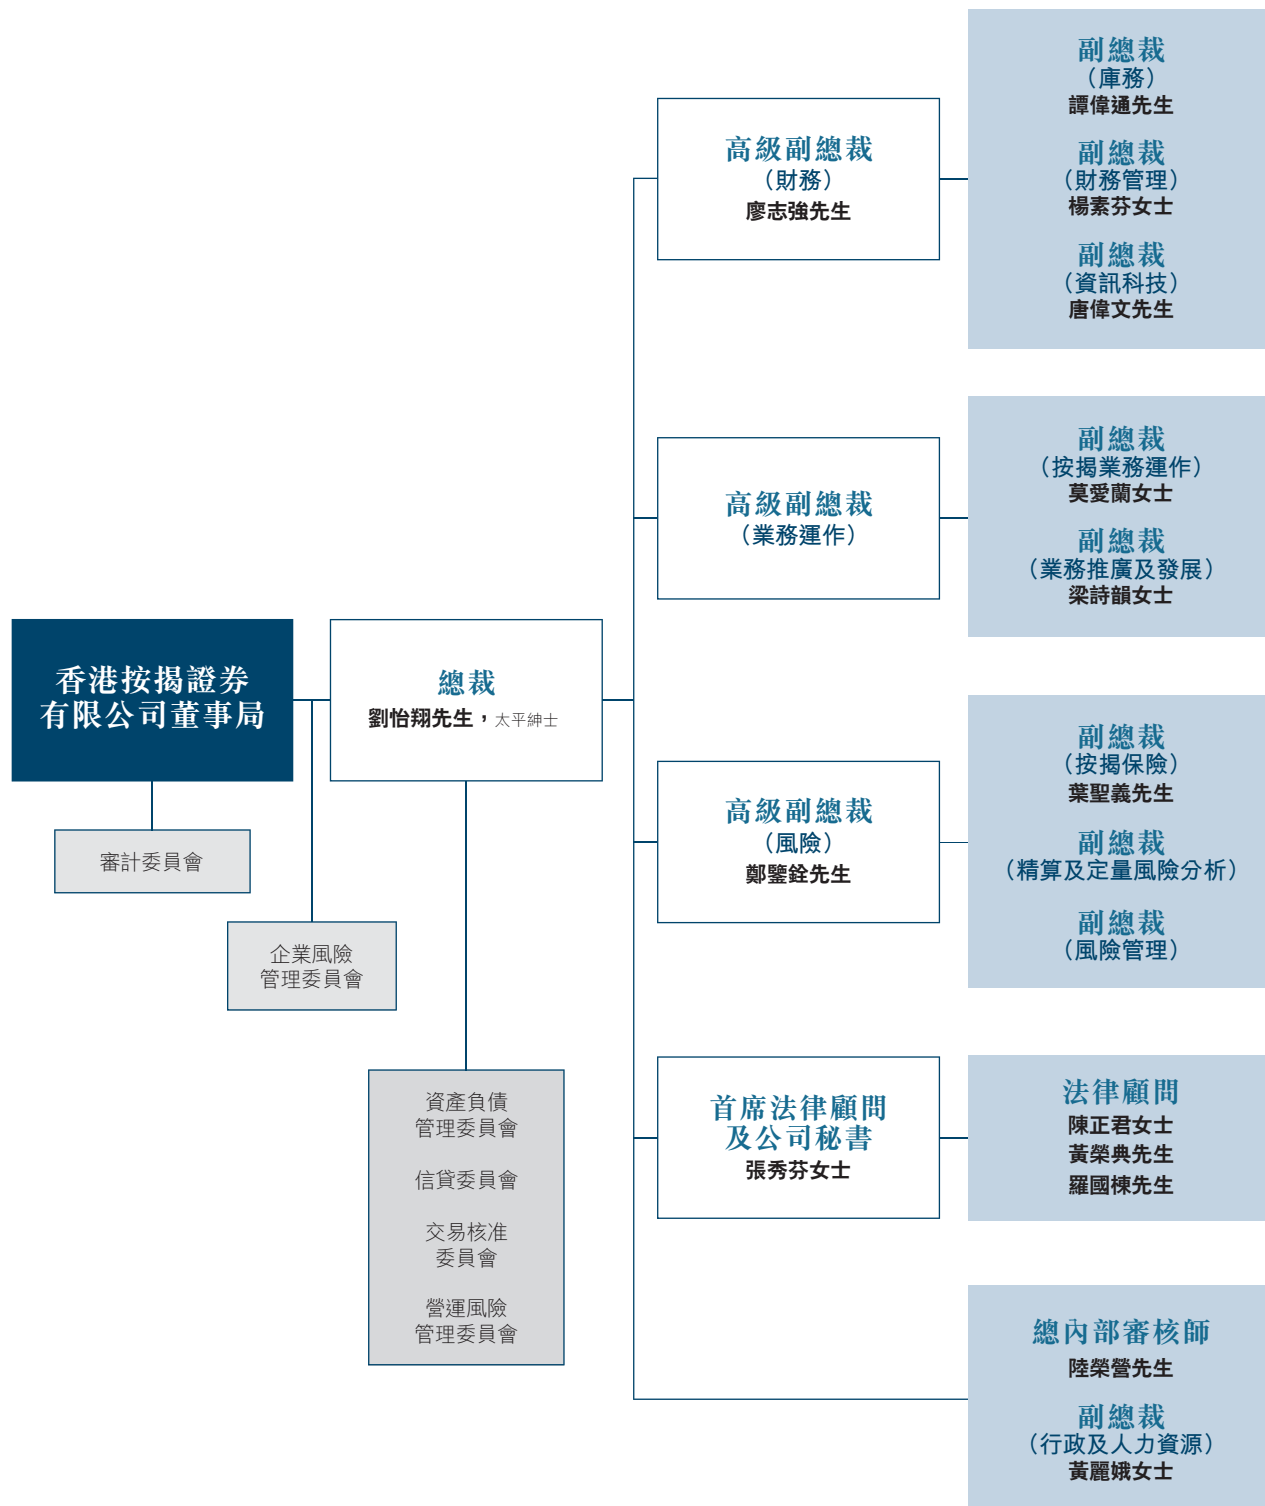 香港按揭證券
有限公司董事局
審計委員會
企業風險
管理委員會
總裁
劉怡翔先生，太平紳士
資產負債
管理委員會
信貸委員會
交易核准
委員會
營運風險
管理委員會
高級副總裁
（財務）
廖志強先生
副總裁
（庫務）
譚偉通先生
副總裁
（財務管理）
楊素芬女士
副總裁
（資訊科技）
唐偉文先生
高級副總裁
（業務運作）
副總裁
（按揭業務運作）
莫愛蘭女士
副總裁
（業務推廣及發展）
梁詩韻女士
高級副總裁
（風險）
鄭鑒銓先生
副總裁
（按揭保險）
葉聖義先生
副總裁
（精算及定量風險分析）
副總裁
（風險管理）
首席法律顧問
及公司秘書
張秀芬女士
法律顧問
陳正君女士
黃榮典先生
羅國棟先生
總內部審核師
陸榮營先生
副總裁
（行政及人力資源）
黃麗娥女士